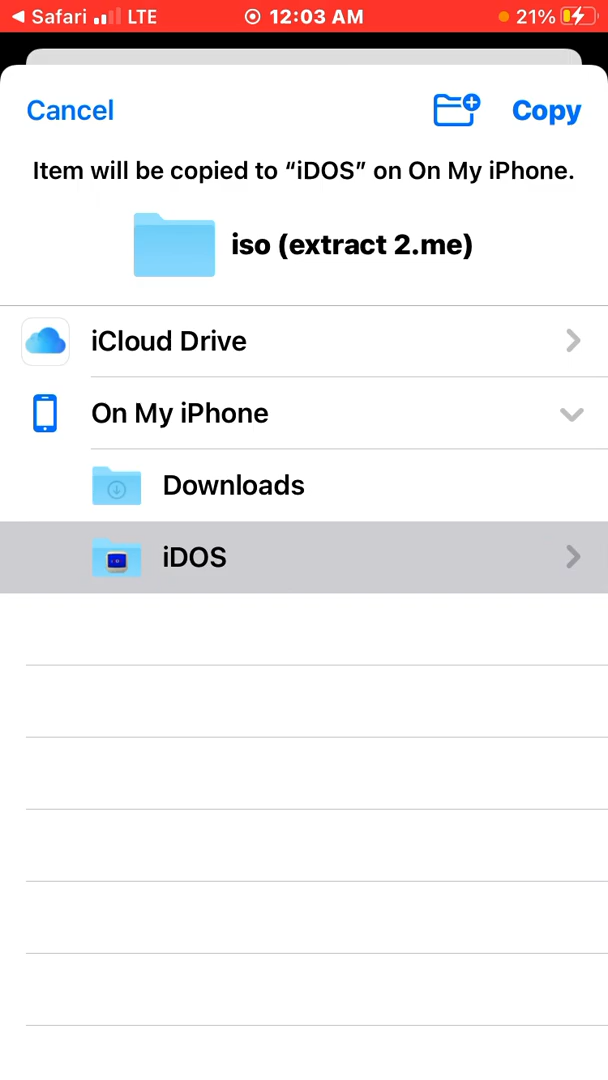 Safari LTE 12:03 AM 21%
Cancel Copy
Item will be copied to “iDOS” on On My iPhone.
iso (extract 2.me)
iCloud Drive
On My iPhone
Downloads
iDOS